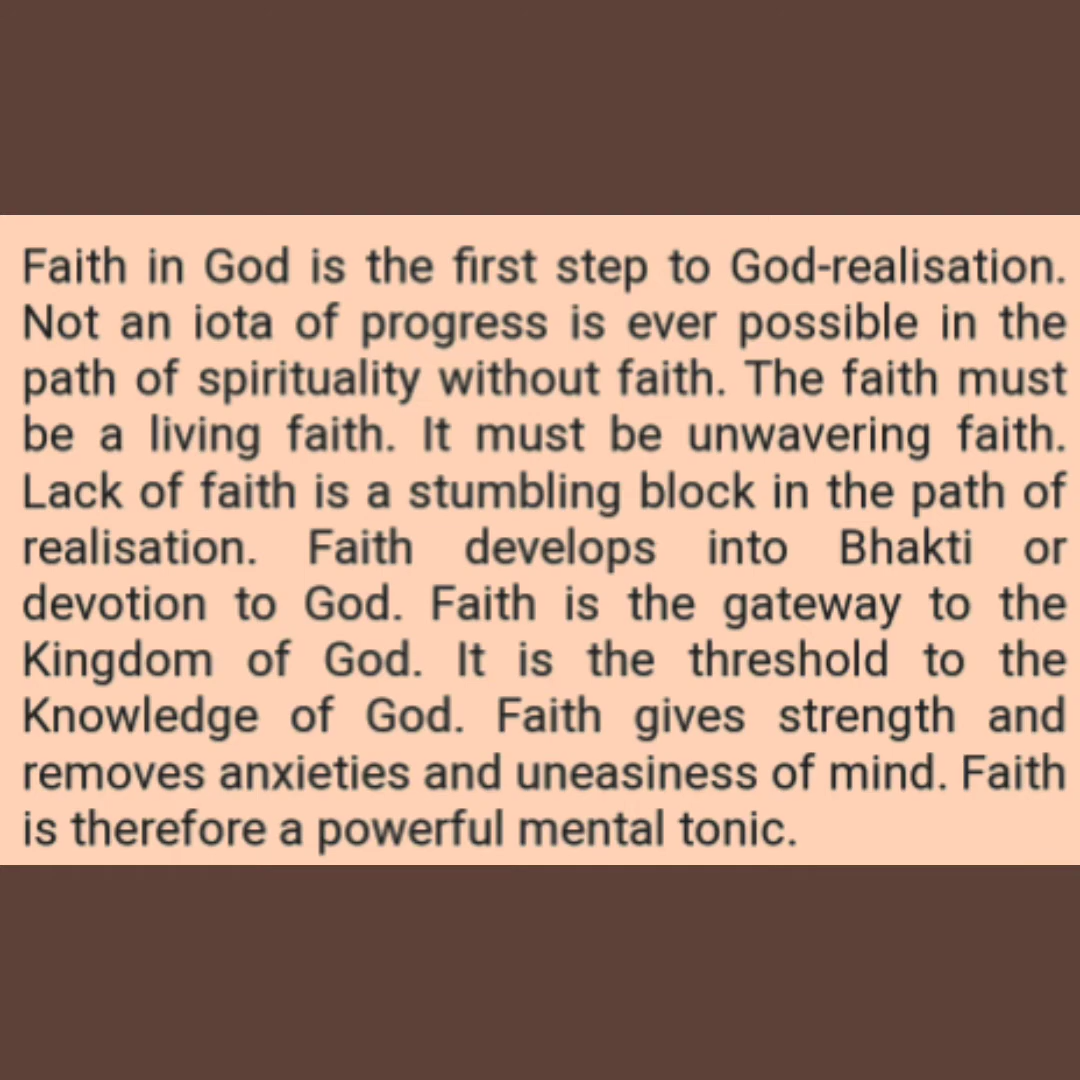 Faith in God is the first step to God-realisation.
Not an iota of progress is ever possible in the
path of spirituality without faith. The faith must
be a living faith. It must be unwavering faith.
Lack of faith is a stumbling block in the path of
realisation. Faith develops into Bhakti or
devotion to God. Faith is the gateway to the
Kingdom of God. It is the threshold to the
Knowledge of God. Faith gives strength and
removes anxieties and uneasiness of mind. Faith
is therefore a powerful mental tonic.